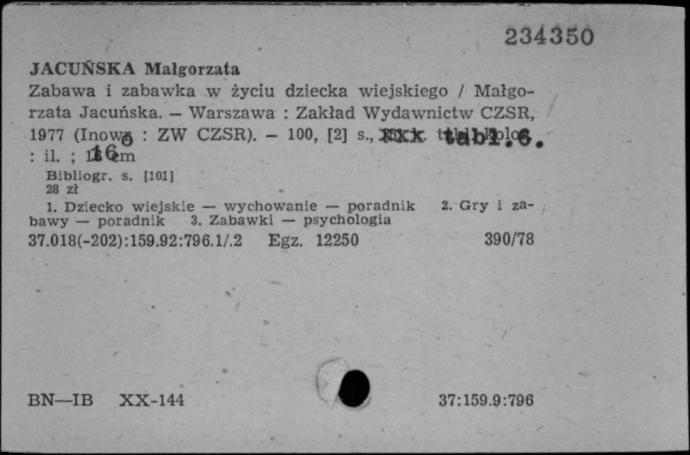 234350
JACUŃSKA Małgorzata
Zabawa i zabawka w życiu dziecka wiejskiego / Małgo-
rzata Jacuńska. — Warszawa : Zakład Wydawnictw CZSR,
1977 (Inowr : ZW CZSR). — 100, [2] s., tabl.
: il. ; 16 cm
Bibliogr. s. [101]
28 zł
1. Dziecko wiejskie — wychowanie — poradnik 2. Gry i za-
bawy — poradnik 3. Zabawki — psychologia
37.018(-202):159.92:796.1/.2 Egz. 12250 390/78
BN—IB XX-144 37:159.9:796